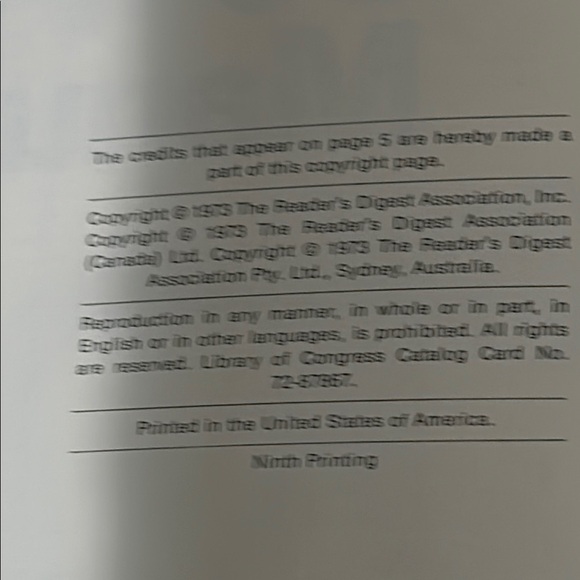 The credits that appear on page 5 are hereby made a
part of this copyright page.
Copyright © 1973 The Reader's Digest Association, Inc.
Copyright © 1973 The Reader's Digest Association
(Canada) Ltd. Copyright © 1973 The Reader's Digest
Association Pty. Ltd., Sydney, Australia.
Reproduction in any manner, in whole or in part, in
English or in other languages, is prohibited. All rights
are reserved. Library of Congress Catalog Card No.
Printed in the United States of America.
Ninth Printing